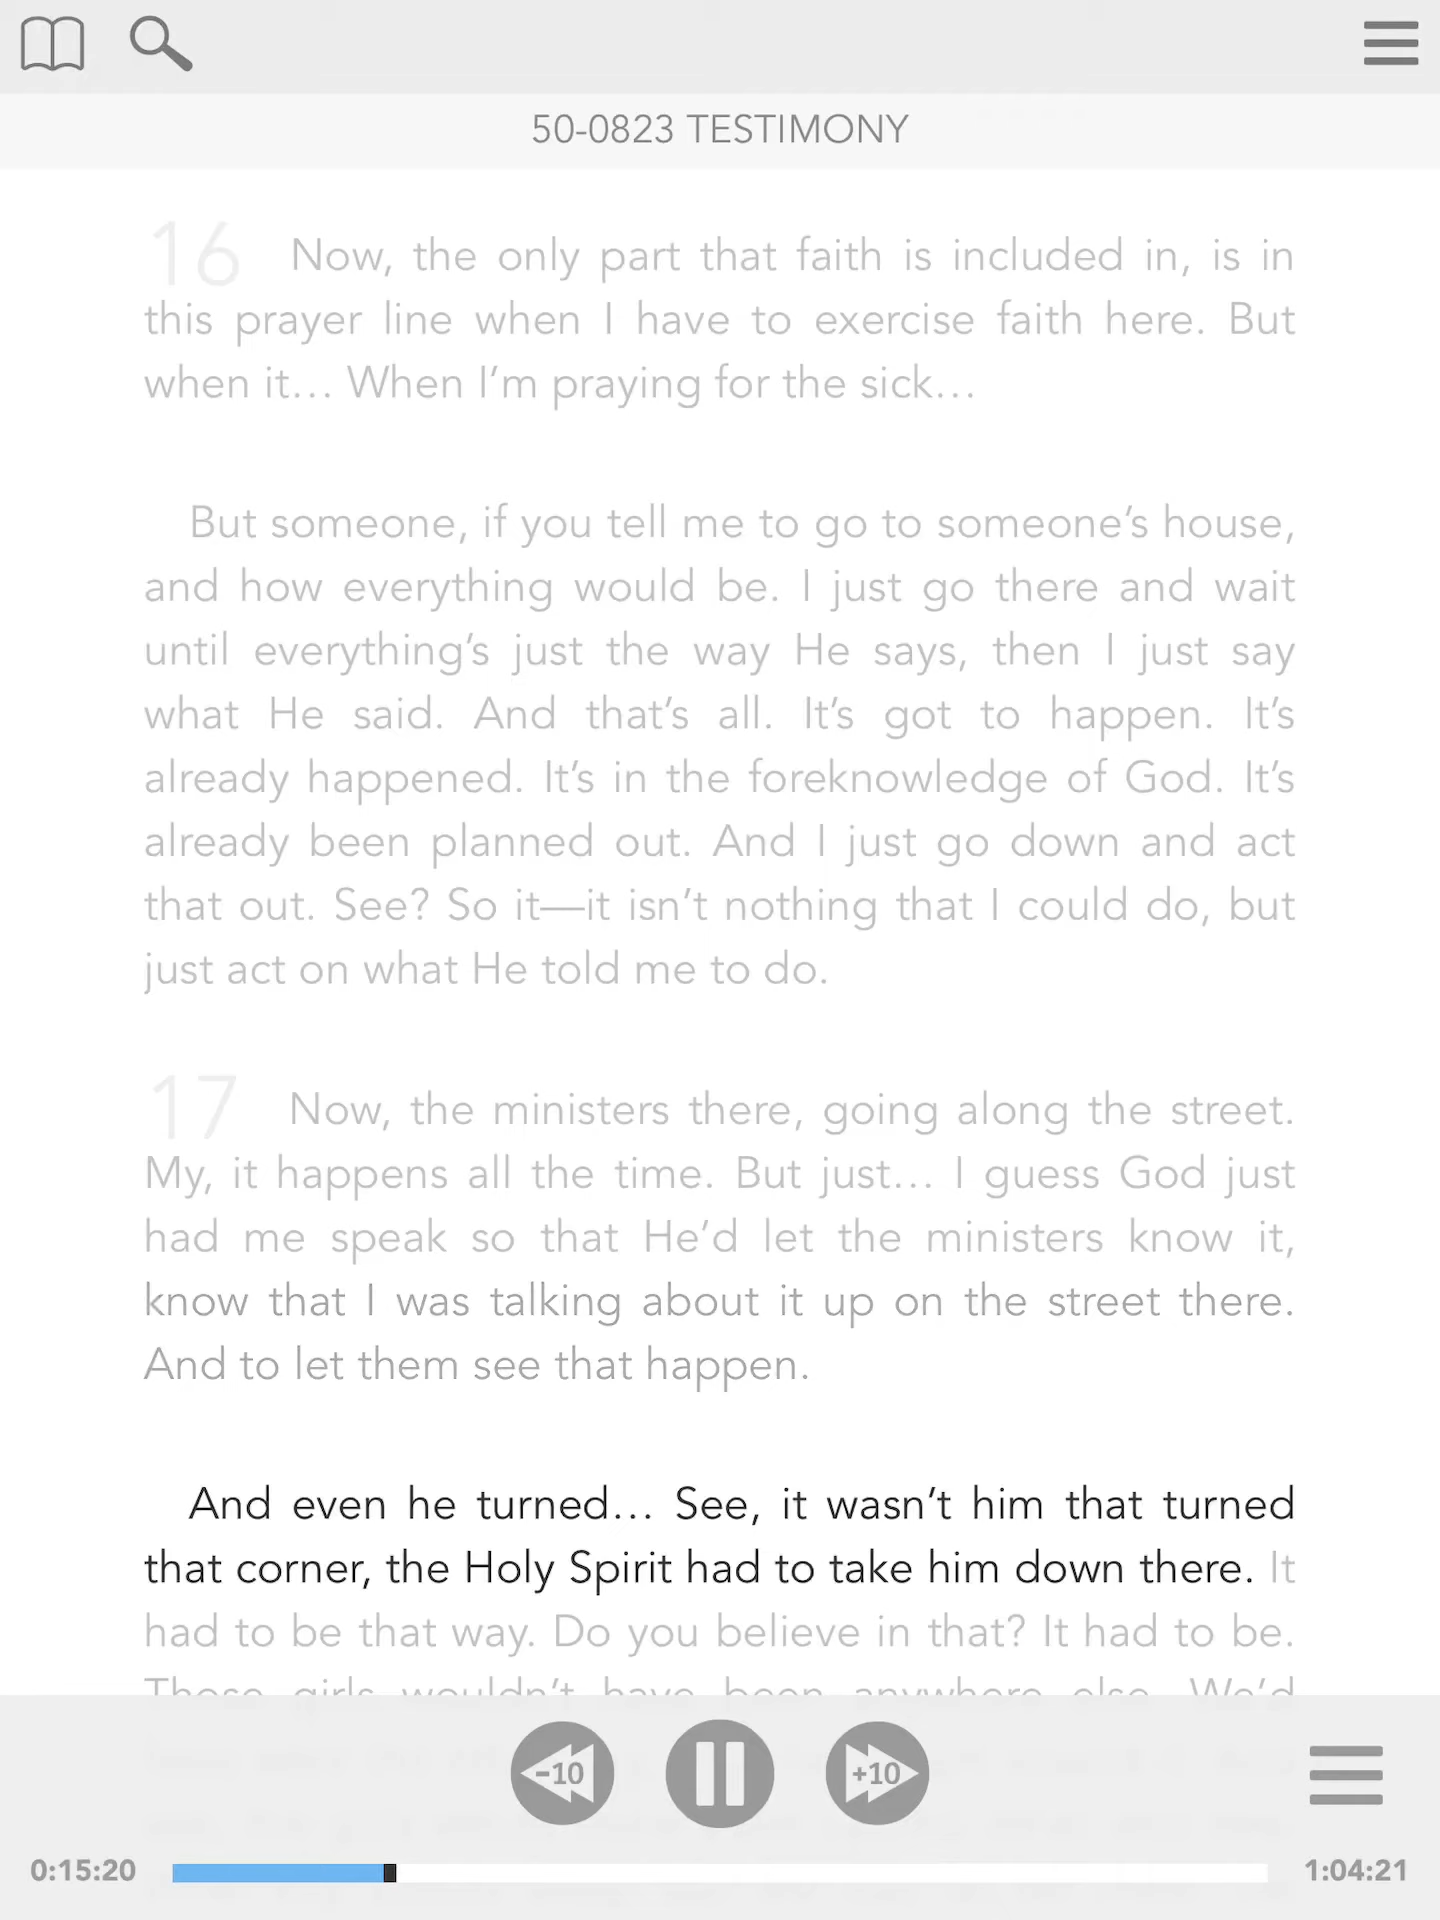 50-0823 TESTIMONY
16 Now, the only part that faith is included in, is in
this prayer line when I have to exercise faith here. But
when it… When I’m praying for the sick…
But someone, if you tell me to go to someone’s house,
and how everything would be. I just go there and wait
until everything’s just the way He says, then I just say
what He said. And that’s all. It’s got to happen. It’s
already happened. It’s in the foreknowledge of God. It’s
already been planned out. And I just go down and act
that out. See? So it—it isn’t nothing that I could do, but
just act on what He told me to do.
17 Now, the ministers there, going along the street.
My, it happens all the time. But just… I guess God just
had me speak so that He’d let the ministers know it,
know that I was talking about it up on the street there.
And to let them see that happen.
And even he turned… See, it wasn’t him that turned
that corner, the Holy Spirit had to take him down there. It
had to be that way. Do you believe in that? It had to be.
Those girls wouldn’t have been anywhere else. We’d
-10 +10
0:15:20 1:04:21